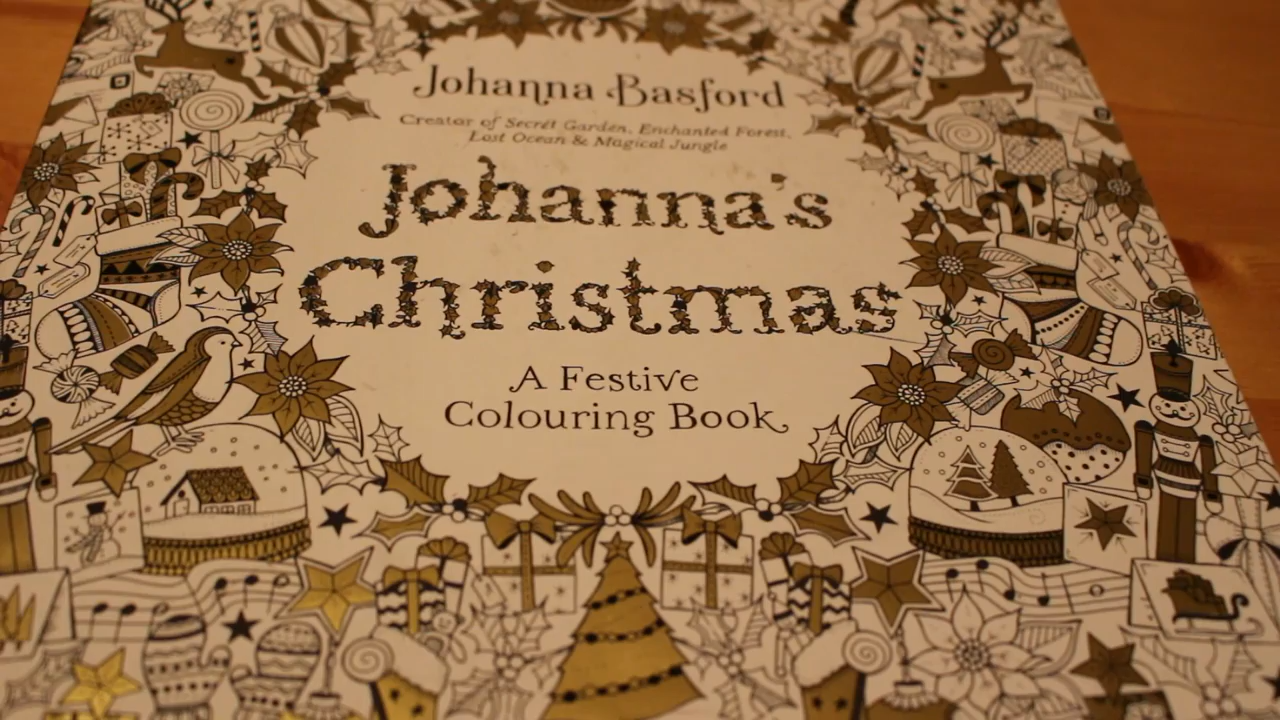 Johanna Basford
Creator of Secret Garden, Enchanted Forest,
Lost Ocean & Magical Jungle
Johanna's
Christmas
A Festive
Colouring Book